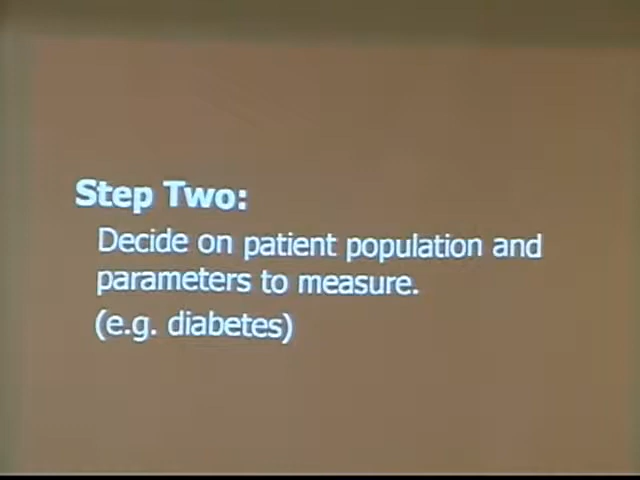 Step Two:
Decide on patient population and
parameters to measure.
(e.g. diabetes)